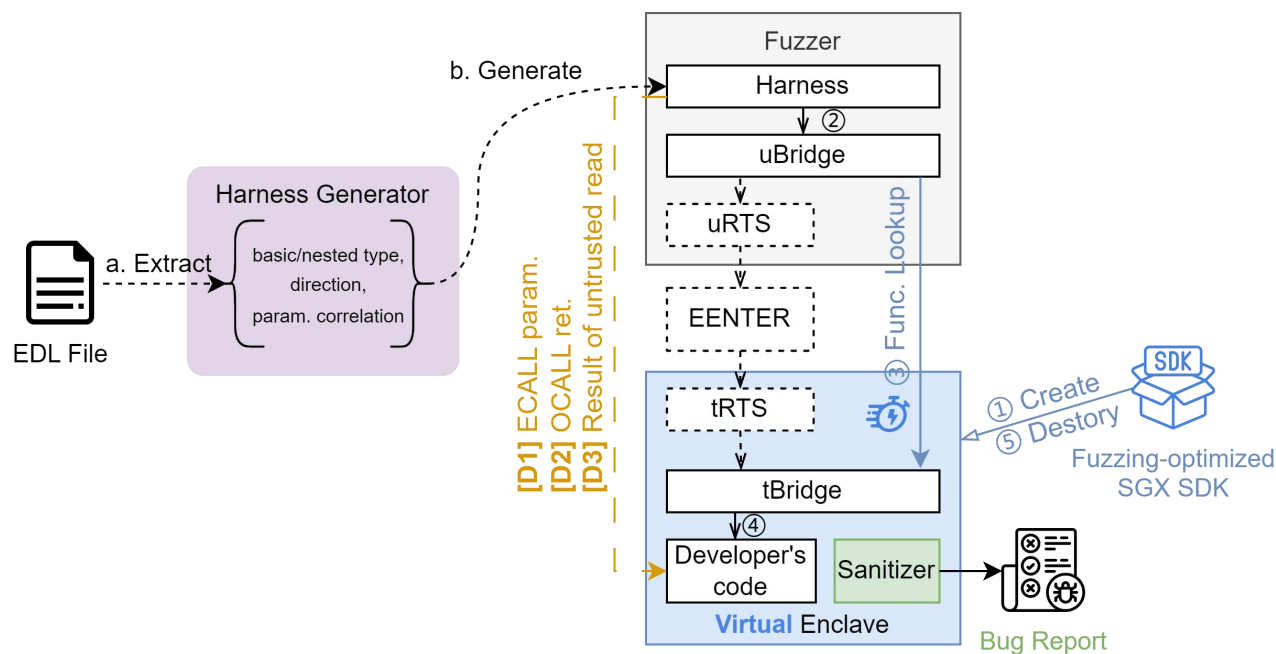 Fuzzer
b. Generate
Harness
②
uBridge
Harness Generator
uRTS
basic/nested type,
direction,
param. correlation
a. Extract
EDL File
[D1] ECALL param.
[D2] OCALL ret.
[D3] Result of untrusted read
③ Func. Lookup
EENTER
tRTS
SDK
① Create
⑤ Destory
Fuzzing-optimized
SGX SDK
tBridge
④
Developer's
code
Sanitizer
Virtual Enclave
Bug Report